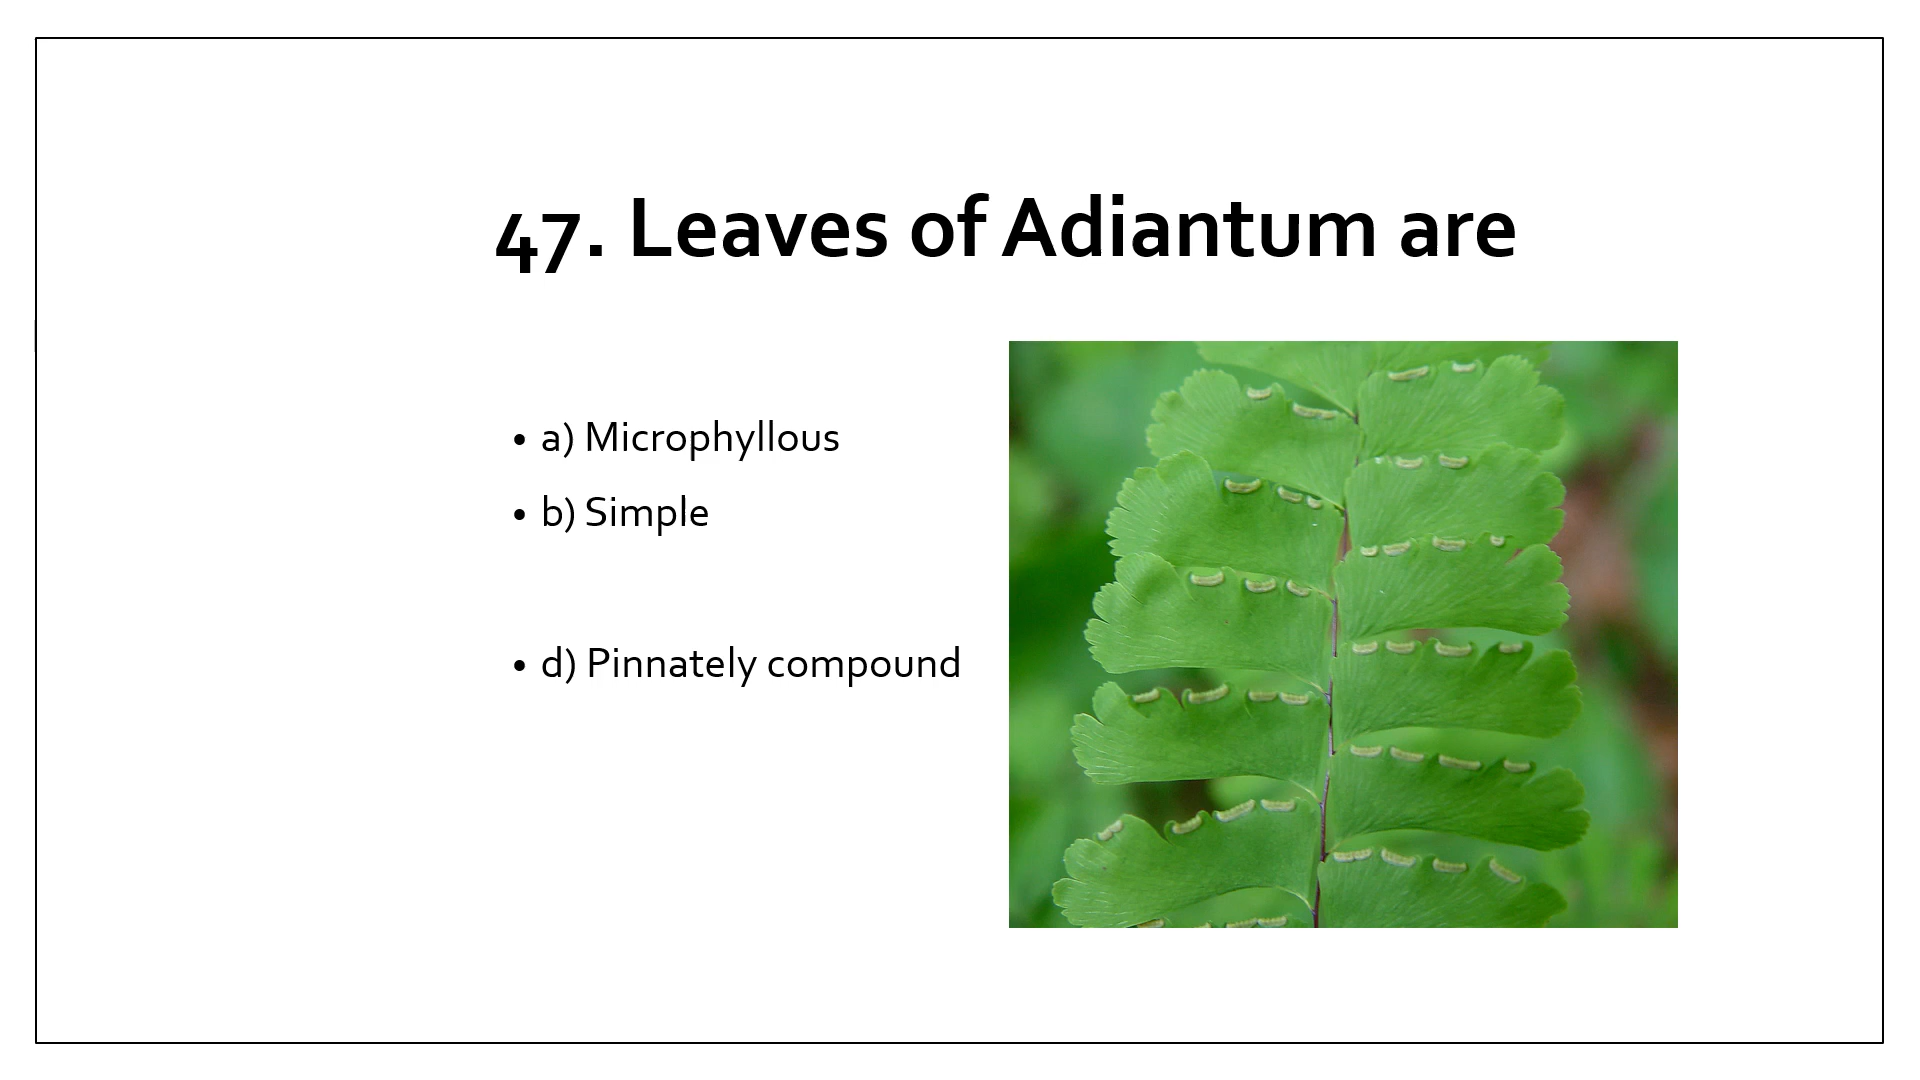 47. Leaves of Adiantum are
• a) Microphyllous
• b) Simple
• d) Pinnately compound